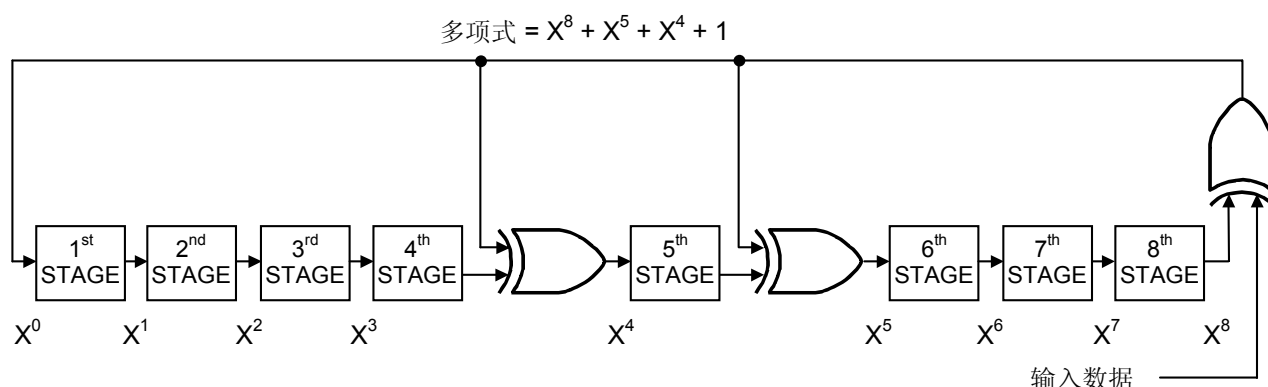 多项式 = X⁸ + X⁵ + X⁴ + 1
1ˢᵗ STAGE
2ⁿᵈ STAGE
3ʳᵈ STAGE
4ᵗʰ STAGE
5ᵗʰ STAGE
6ᵗʰ STAGE
7ᵗʰ STAGE
8ᵗʰ STAGE
X⁰ X¹ X² X³ X⁴ X⁵ X⁶ X⁷ X⁸
输入数据